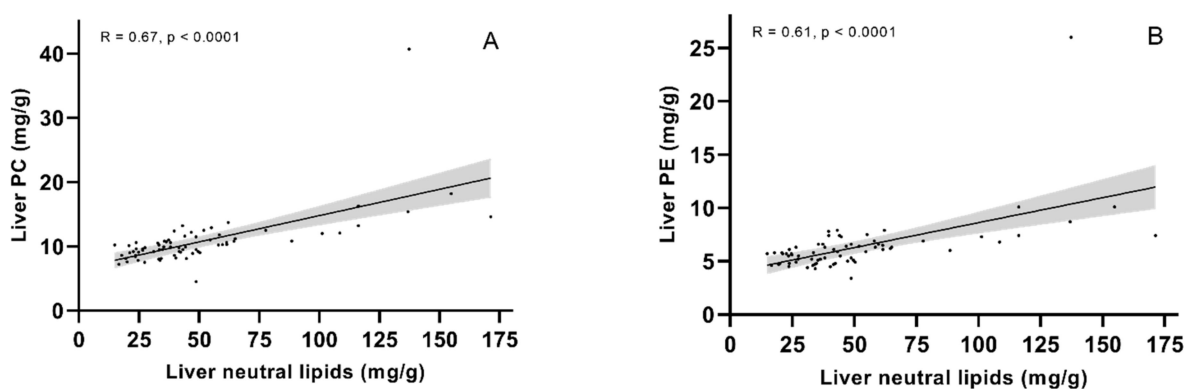 R = 0.67, p < 0.0001
A
Liver PC (mg/g)
40
30
20
10
0
0 25 50 75 100 125 150 175
Liver neutral lipids (mg/g)
R = 0.61, p < 0.0001
B
Liver PE (mg/g)
25
20
15
10
5
0
0 25 50 75 100 125 150 175
Liver neutral lipids (mg/g)